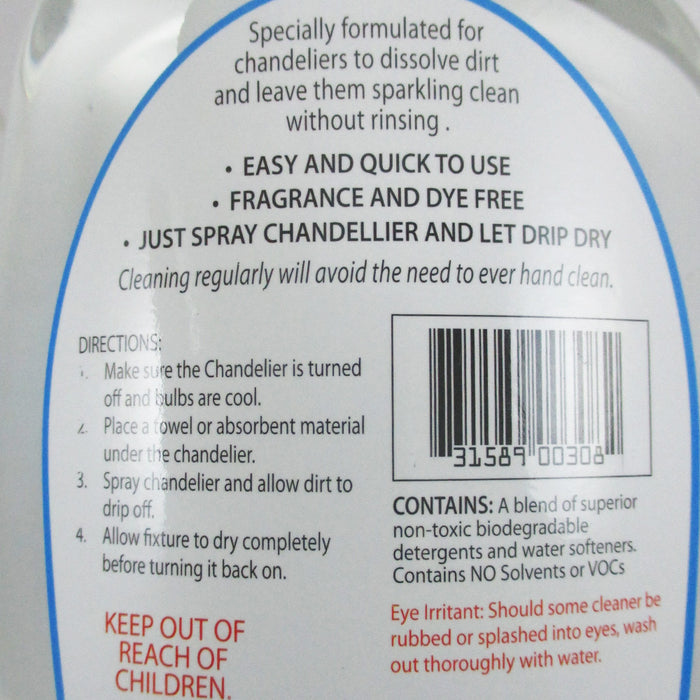 Specially formulated for
chandeliers to dissolve dirt
and leave them sparkling clean
without rinsing .
• EASY AND QUICK TO USE
• FRAGRANCE AND DYE FREE
• JUST SPRAY CHANDELLIER AND LET DRIP DRY
Cleaning regularly will avoid the need to ever hand clean.
DIRECTIONS:
1. Make sure the Chandelier is turned
off and bulbs are cool.
2. Place a towel or absorbent material
under the chandelier.
3. Spray chandelier and allow dirt to
drip off.
4. Allow fixture to dry completely
before turning it back on.
KEEP OUT OF
REACH OF
CHILDREN.
31589 00308
CONTAINS: A blend of superior
non-toxic biodegradable
detergents and water softeners.
Contains NO Solvents or VOCs
Eye Irritant: Should some cleaner be
rubbed or splashed into eyes, wash
out thoroughly with water.